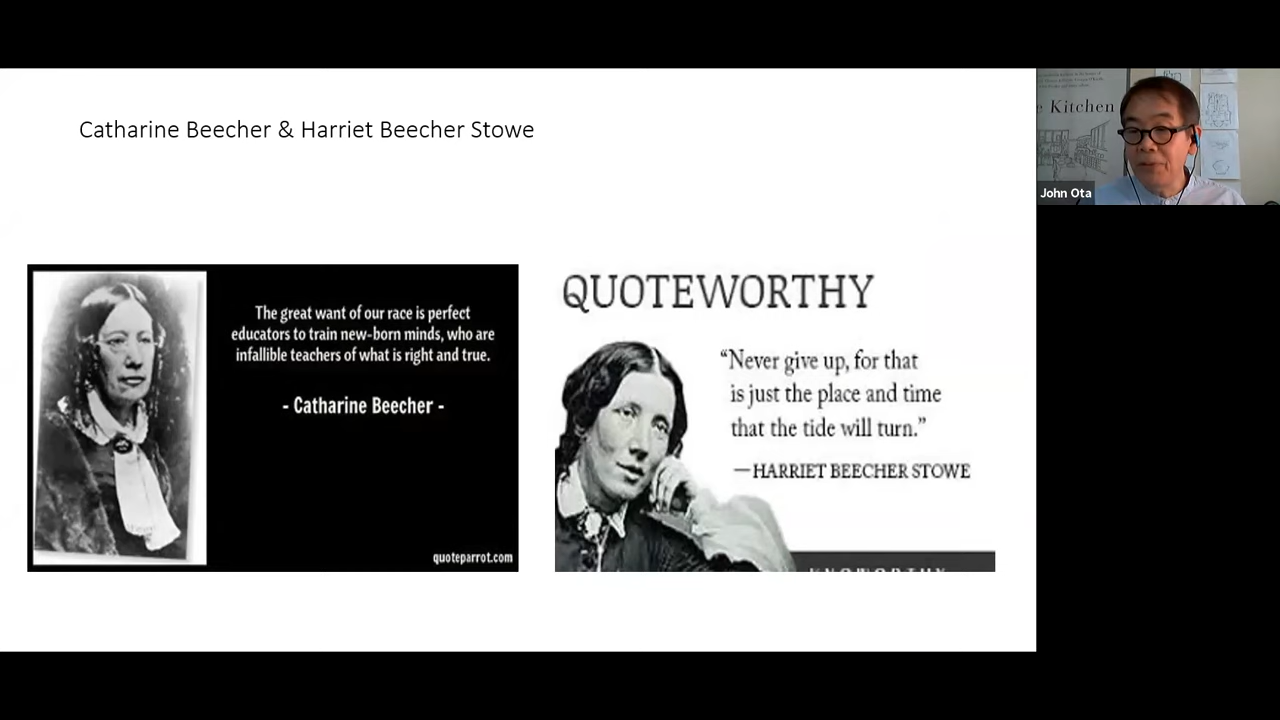 Catharine Beecher & Harriet Beecher Stowe
The great want of our race is perfect
educators to train new-born minds, who are
infallible teachers of what is right and true.
- Catharine Beecher -
quoteparrot.com
QUOTEWORTHY
“Never give up, for that
is just the place and time
that the tide will turn.”
—HARRIET BEECHER STOWE
e Kitchen
John Ota